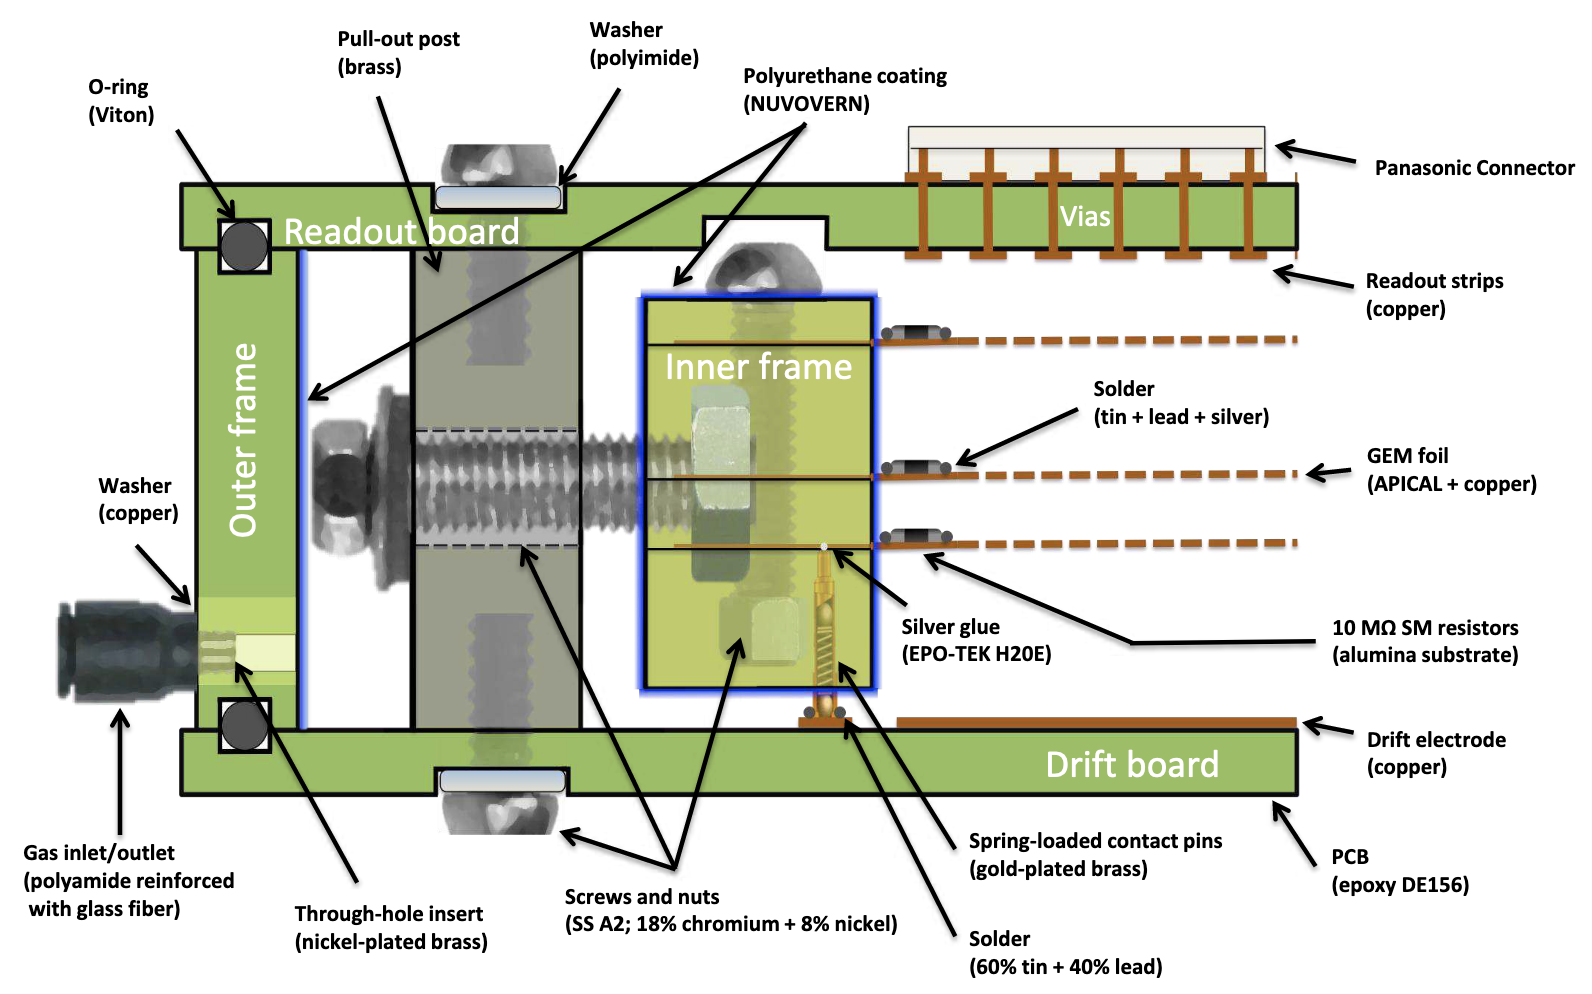 Pull-out post
(brass)
Washer
(polyimide)
O-ring
(Viton)
Polyurethane coating
(NUVOVERN)
Panasonic Connector
Readout board
Vias
Readout strips
(copper)
Outer frame
Inner frame
Solder
(tin + lead + silver)
GEM foil
(APICAL + copper)
Washer
(copper)
Silver glue
(EPO-TEK H20E)
10 MΩ SM resistors
(alumina substrate)
Drift electrode
(copper)
Drift board
Gas inlet/outlet
(polyamide reinforced
with glass fiber)
Through-hole insert
(nickel-plated brass)
Screws and nuts
(SS A2; 18% chromium + 8% nickel)
Spring-loaded contact pins
(gold-plated brass)
PCB
(epoxy DE156)
Solder
(60% tin + 40% lead)